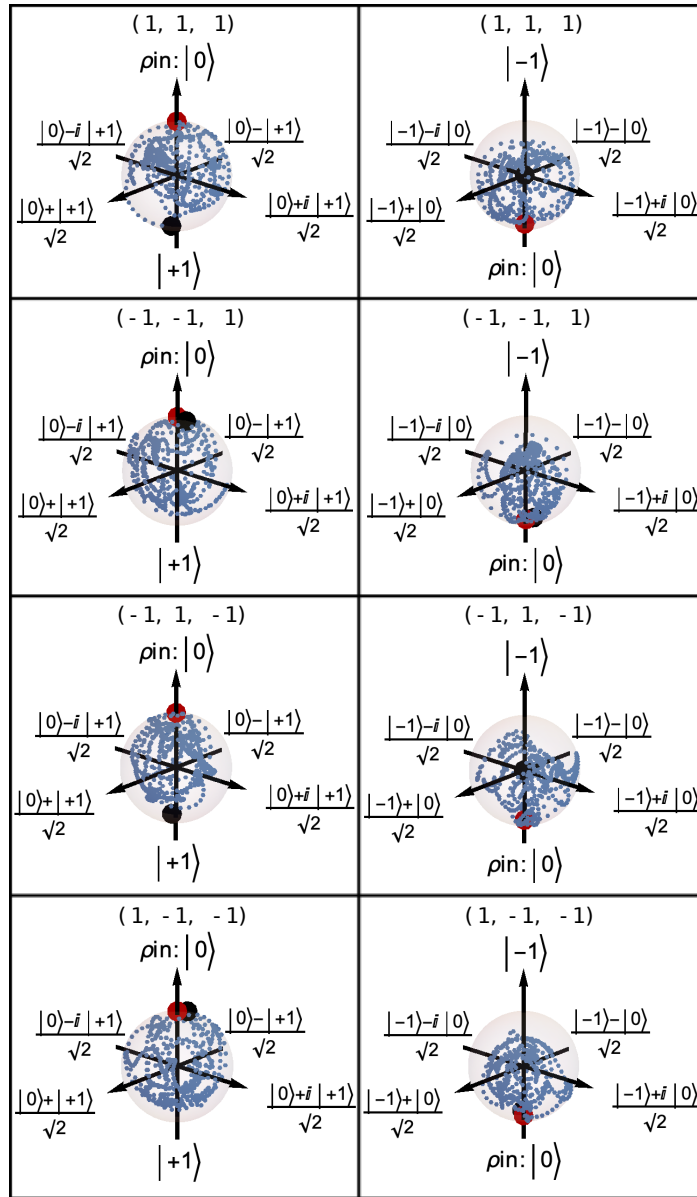 (1, 1, 1)
ρin: |0⟩
|0⟩-ⅈ|+1⟩
√2
|0⟩-|+1⟩
√2
|0⟩+|+1⟩
√2
|0⟩+ⅈ|+1⟩
√2
|+1⟩
(1, 1, 1)
|-1⟩
|-1⟩-ⅈ|0⟩
√2
|-1⟩-|0⟩
√2
|-1⟩+|0⟩
√2
|-1⟩+ⅈ|0⟩
√2
ρin: |0⟩
(-1, -1, 1)
ρin: |0⟩
|0⟩-ⅈ|+1⟩
√2
|0⟩-|+1⟩
√2
|0⟩+|+1⟩
√2
|0⟩+ⅈ|+1⟩
√2
|+1⟩
(-1, -1, 1)
|-1⟩
|-1⟩-ⅈ|0⟩
√2
|-1⟩-|0⟩
√2
|-1⟩+|0⟩
√2
|-1⟩+ⅈ|0⟩
√2
ρin: |0⟩
(-1, 1, -1)
ρin: |0⟩
|0⟩-ⅈ|+1⟩
√2
|0⟩-|+1⟩
√2
|0⟩+|+1⟩
√2
|0⟩+ⅈ|+1⟩
√2
|+1⟩
(-1, 1, -1)
|-1⟩
|-1⟩-ⅈ|0⟩
√2
|-1⟩-|0⟩
√2
|-1⟩+|0⟩
√2
|-1⟩+ⅈ|0⟩
√2
ρin: |0⟩
(1, -1, -1)
ρin: |0⟩
|0⟩-ⅈ|+1⟩
√2
|0⟩-|+1⟩
√2
|0⟩+|+1⟩
√2
|0⟩+ⅈ|+1⟩
√2
|+1⟩
(1, -1, -1)
|-1⟩
|-1⟩-ⅈ|0⟩
√2
|-1⟩-|0⟩
√2
|-1⟩+|0⟩
√2
|-1⟩+ⅈ|0⟩
√2
ρin: |0⟩